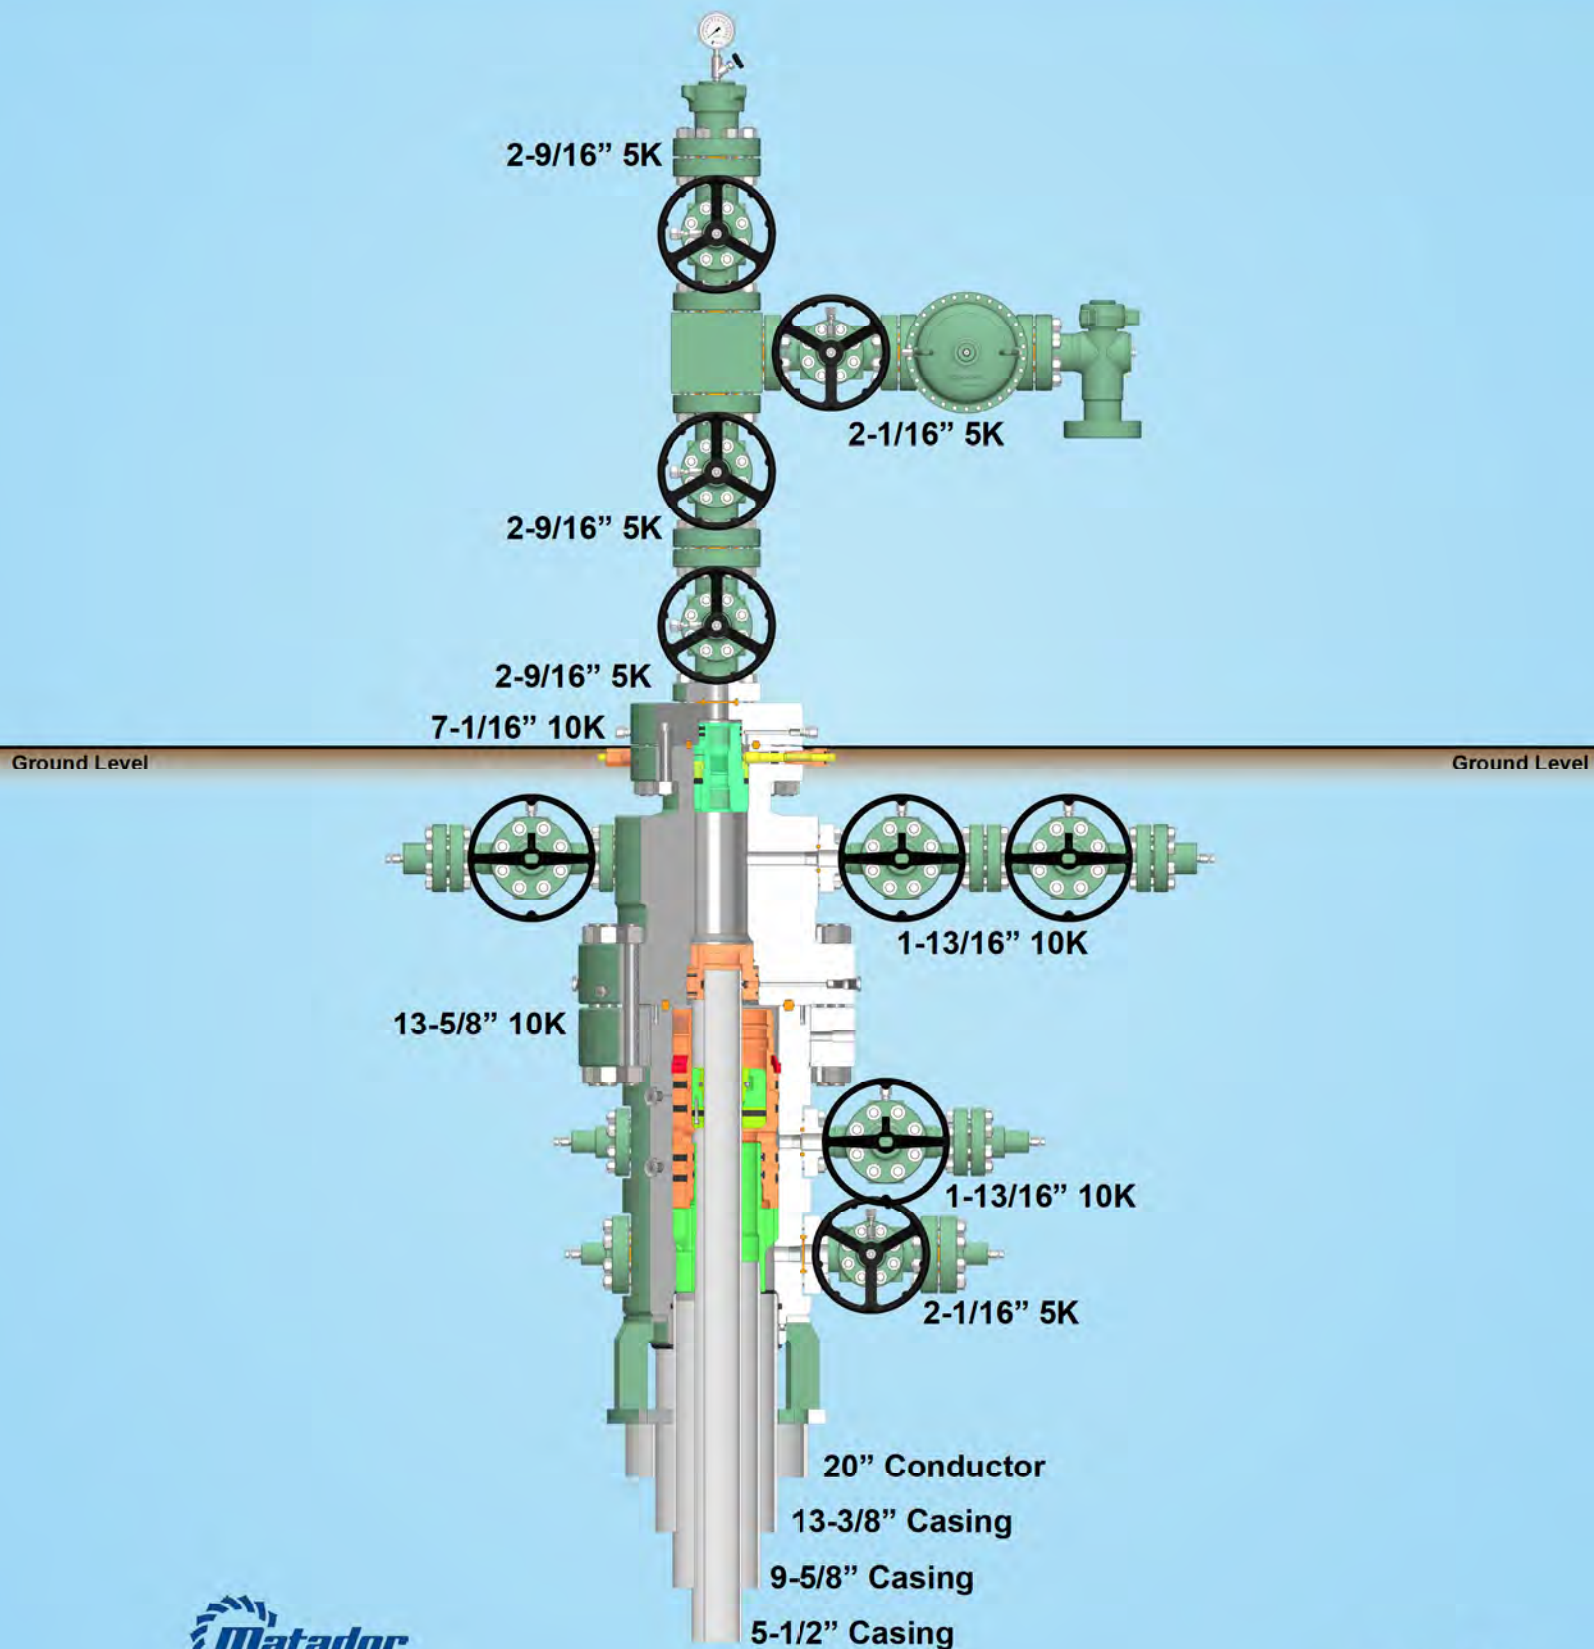 2-9/16” 5K
2-1/16” 5K
2-9/16” 5K
2-9/16” 5K
7-1/16” 10K
Ground Level
Ground Level
1-13/16” 10K
13-5/8” 10K
1-13/16” 10K
2-1/16” 5K
20” Conductor
13-3/8” Casing
9-5/8” Casing
5-1/2” Casing
Matador